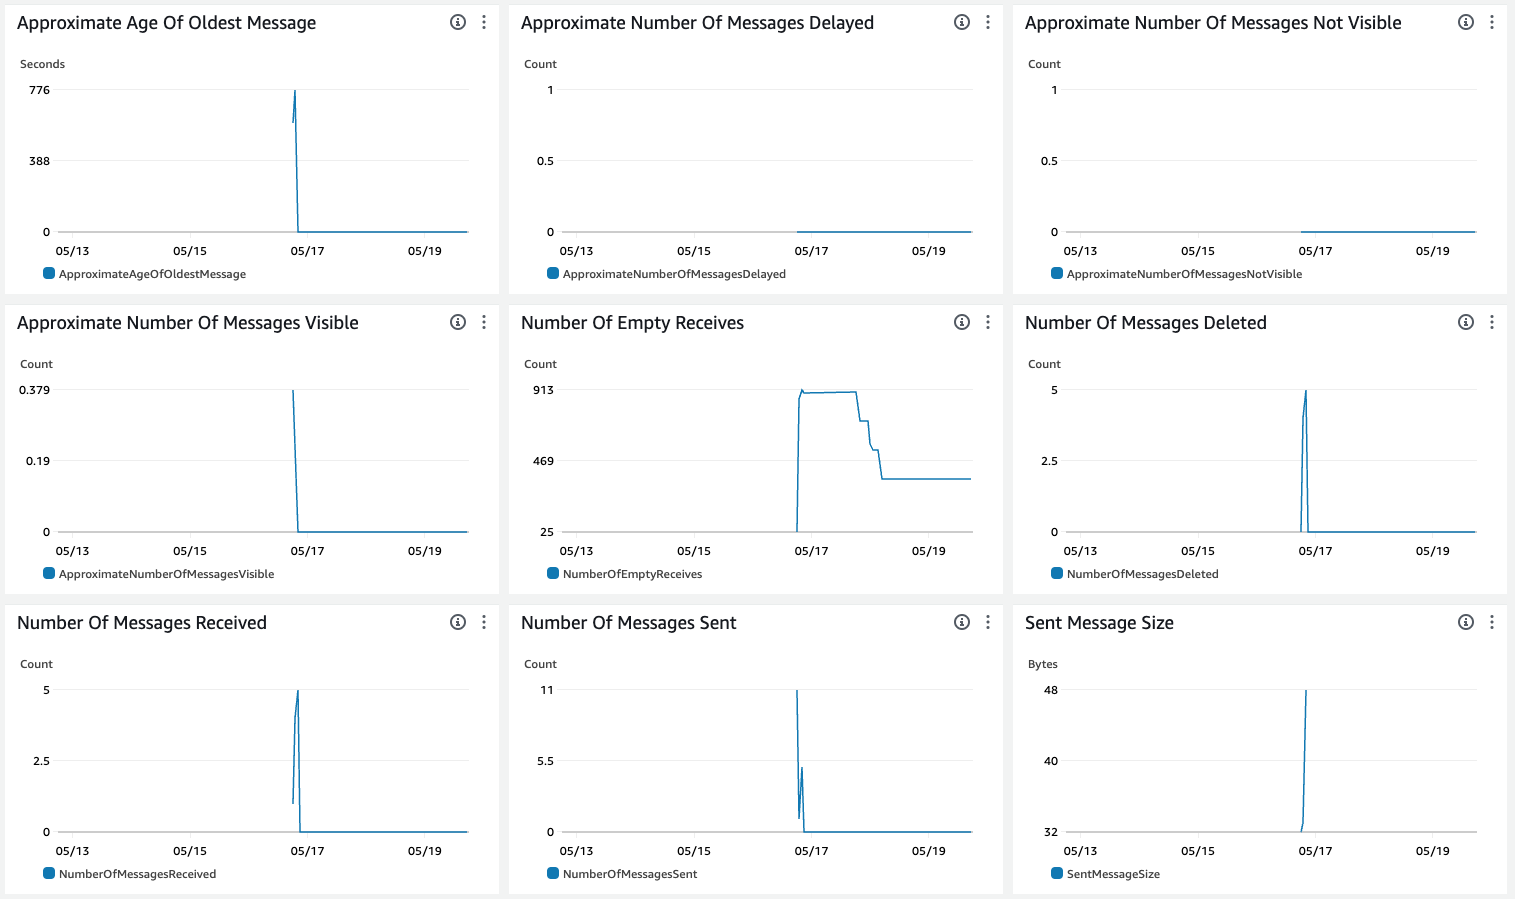 Approximate Age Of Oldest Message
Seconds
776
388
0
05/13 05/15 05/17 05/19
ApproximateAgeOfOldestMessage
Approximate Number Of Messages Delayed
Count
1
0.5
0
05/13 05/15 05/17 05/19
ApproximateNumberOfMessagesDelayed
Approximate Number Of Messages Not Visible
Count
1
0.5
0
05/13 05/15 05/17 05/19
ApproximateNumberOfMessagesNotVisible
Approximate Number Of Messages Visible
Count
0.379
0.19
0
05/13 05/15 05/17 05/19
ApproximateNumberOfMessagesVisible
Number Of Empty Receives
Count
913
469
25
05/13 05/15 05/17 05/19
NumberOfEmptyReceives
Number Of Messages Deleted
Count
5
2.5
0
05/13 05/15 05/17 05/19
NumberOfMessagesDeleted
Number Of Messages Received
Count
5
2.5
0
05/13 05/15 05/17 05/19
NumberOfMessagesReceived
Number Of Messages Sent
Count
11
5.5
0
05/13 05/15 05/17 05/19
NumberOfMessagesSent
Sent Message Size
Bytes
48
40
32
05/13 05/15 05/17 05/19
SentMessageSize